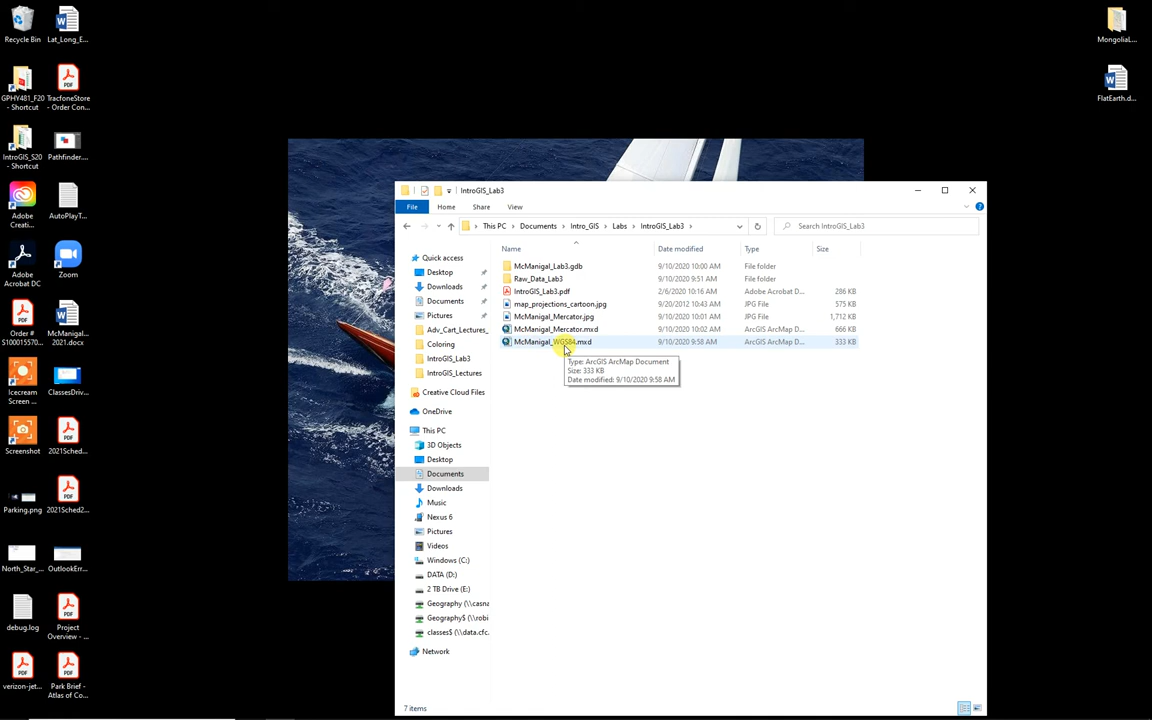 Recycle Bin
Lat_Long_E...
GPHY481_F20
- Shortcut
TracfoneStore
- Order Con...
IntroGIS_S20
- Shortcut
Pathfinder....
Adobe
Creati...
AutoPlayT...
Adobe
Acrobat DC
Zoom
Order #
S100015570...
McManigal...
2021.docx
Icecream
Screen ...
ClassesDriv...
Screenshot
2021Sched...
Parking.png
2021Sched2...
North_Star_...
OutlookErr...
debug.log
Project
Overview - ...
verizon-jet...
Park Brief -
Atlas of Co...
MongoliaL...
FlatEarth.d...
IntroGIS_Lab3
File Home Share View
This PC > Documents > Intro_GIS > Labs > IntroGIS_Lab3 >
Search IntroGIS_Lab3
Name Date modified Type Size
McManigal_Lab3.gdb 9/10/2020 10:00 AM File folder
Raw_Data_Lab3 9/10/2020 9:51 AM File folder
IntroGIS_Lab3.pdf 2/6/2020 10:16 AM Adobe Acrobat D... 286 KB
map_projections_cartoon.jpg 9/20/2012 10:43 AM JPG File 575 KB
McManigal_Mercator.jpg 9/10/2020 10:01 AM JPG File 1,712 KB
McManigal_Mercator.mxd 9/10/2020 10:02 AM ArcGIS ArcMap D... 666 KB
McManigal_WGS84.mxd 9/10/2020 9:58 AM ArcGIS ArcMap D... 333 KB
Type: ArcGIS ArcMap Document
Size: 333 KB
Date modified: 9/10/2020 9:58 AM
Quick access
Desktop
Downloads
Documents
Pictures
Adv_Cart_Lectures_
Coloring
IntroGIS_Lab3
IntroGIS_Lectures
Creative Cloud Files
OneDrive
This PC
3D Objects
Desktop
Documents
Downloads
Music
Nexus 6
Pictures
Videos
Windows (C:)
DATA (D:)
2 TB Drive (E:)
Geography (\\casna
Geography$ (\\robi
classes$ (\\data.cfc.
Network
7 items